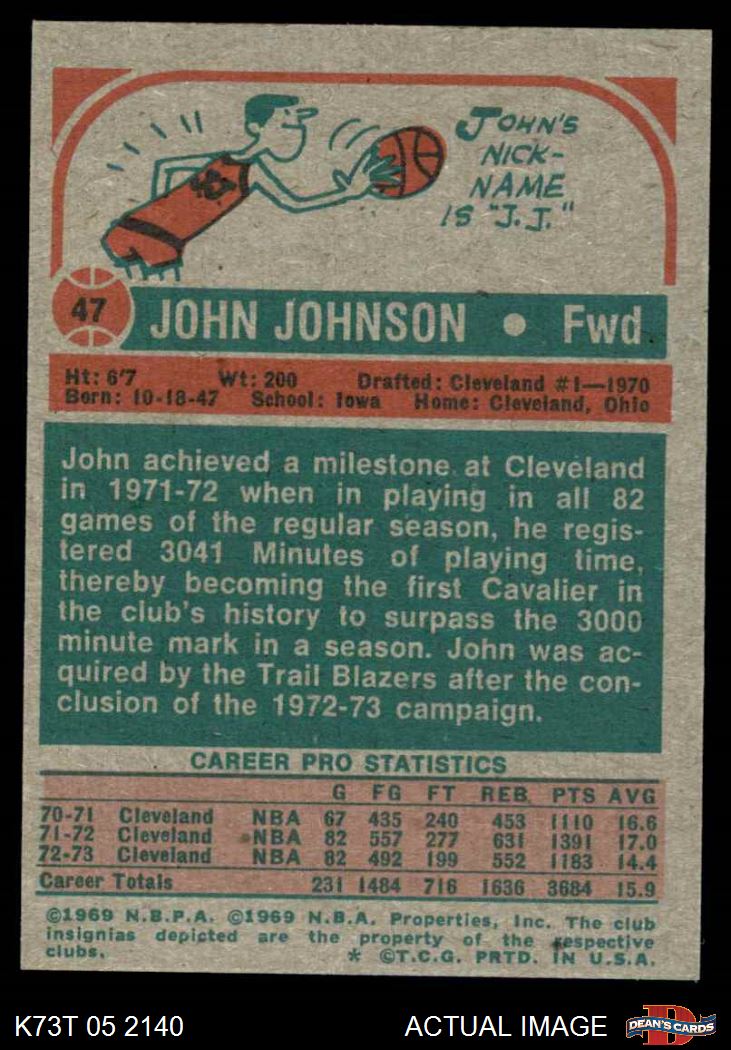 JOHN'S
NICK-
NAME
IS "J.J."
47 JOHN JOHNSON • Fwd
Ht: 6'7 Wt: 200 Drafted: Cleveland #1—1970
Born: 10-18-47 School: Iowa Home: Cleveland, Ohio
John achieved a milestone at Cleveland
in 1971-72 when in playing in all 82
games of the regular season, he regis-
tered 3041 Minutes of playing time,
thereby becoming the first Cavalier in
the club's history to surpass the 3000
minute mark in a season. John was ac-
quired by the Trail Blazers after the con-
clusion of the 1972-73 campaign.
CAREER PRO STATISTICS
G FG FT REB PTS AVG
70-71 Cleveland NBA 67 435 240 453 1110 16.6
71-72 Cleveland NBA 82 557 277 631 1391 17.0
72-73 Cleveland NBA 82 492 199 552 1183 14.4
Career Totals 231 1484 716 1636 3684 15.9
©1969 N.B.P.A. ©1969 N.B.A. Properties, Inc. The club
insignias depicted are the property of the respective
clubs. * ©T.C.G. PRTD. IN U.S.A.
K73T 05 2140 ACTUAL IMAGE DEAN'S CARDS